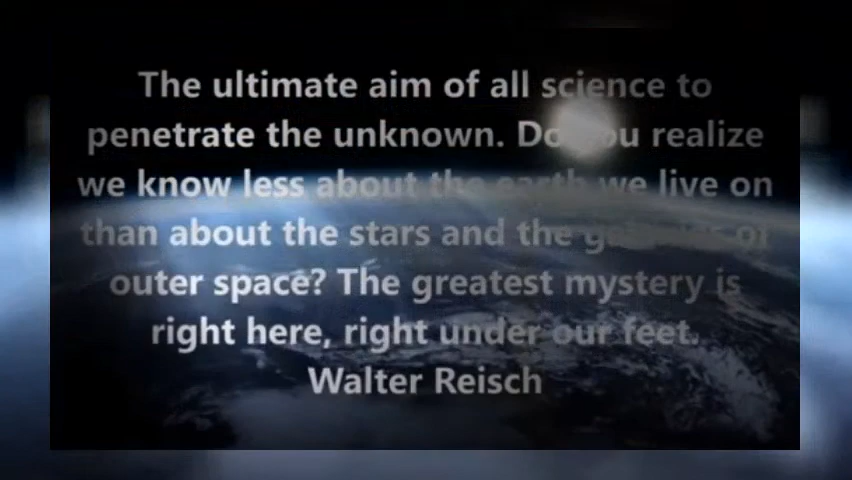 The ultimate aim of all science to
penetrate the unknown. Do you realize
we know less about the earth we live on
than about the stars and the galaxies of
outer space? The greatest mystery is
right here, right under our feet.
Walter Reisch